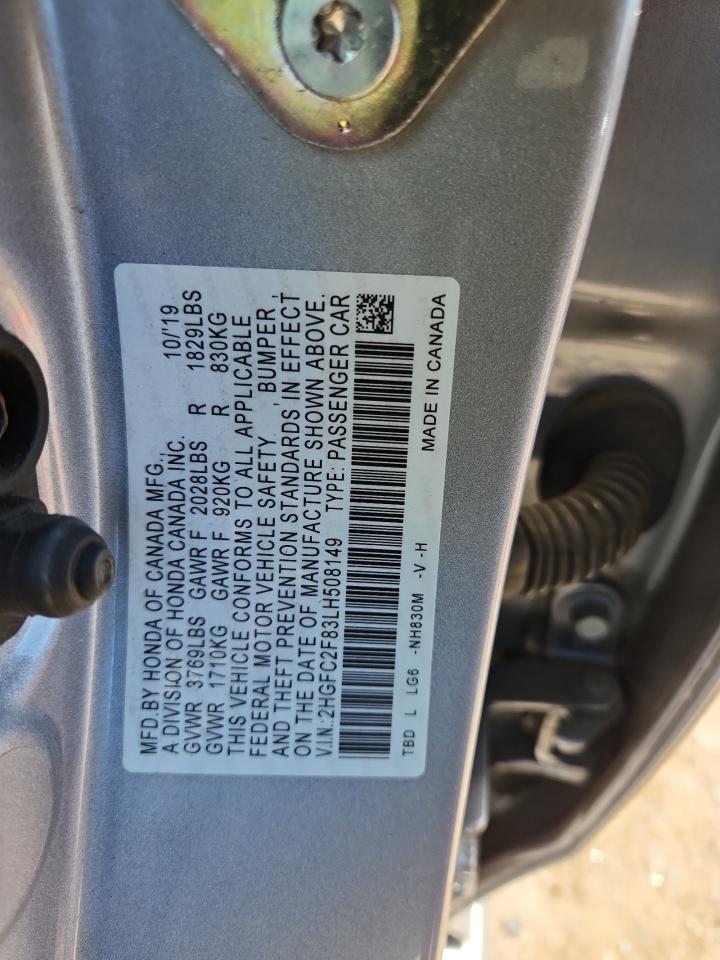 MFD.BY HONDA OF CANADA MFG., 10/'19
A DIVISION OF HONDA CANADA INC.
GVWR 3769LBS GAWR F 2028LBS R 1829LBS
GVWR 1710KG GAWR F 920KG R 830KG
THIS VEHICLE CONFORMS TO ALL APPLICABLE
FEDERAL MOTOR VEHICLE SAFETY , BUMPER ,
AND THEFT PREVENTION STANDARDS IN EFFECT
ON THE DATE OF MANUFACTURE SHOWN ABOVE.
V.I.N.:2HGFC2F83LH508149 TYPE: PASSENGER CAR
TBD L LG6 -NH830M -V -H MADE IN CANADA